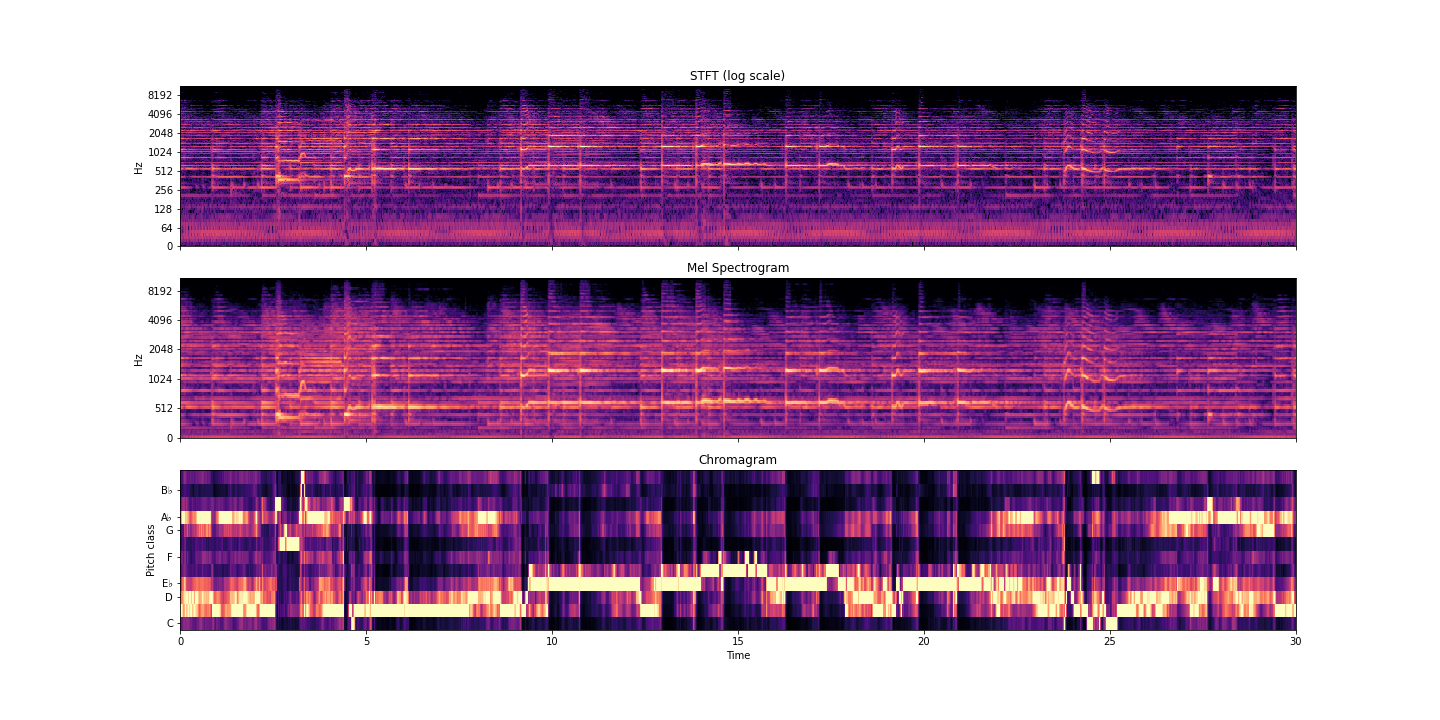 STFT (log scale)
8192
4096
2048
1024
512
256
128
64
0
Hz
Mel Spectrogram
8192
4096
2048
1024
512
0
Hz
Chromagram
B♭
A♭
G
F
E♭
D
C
Pitch class
0 5 10 15 20 25 30
Time